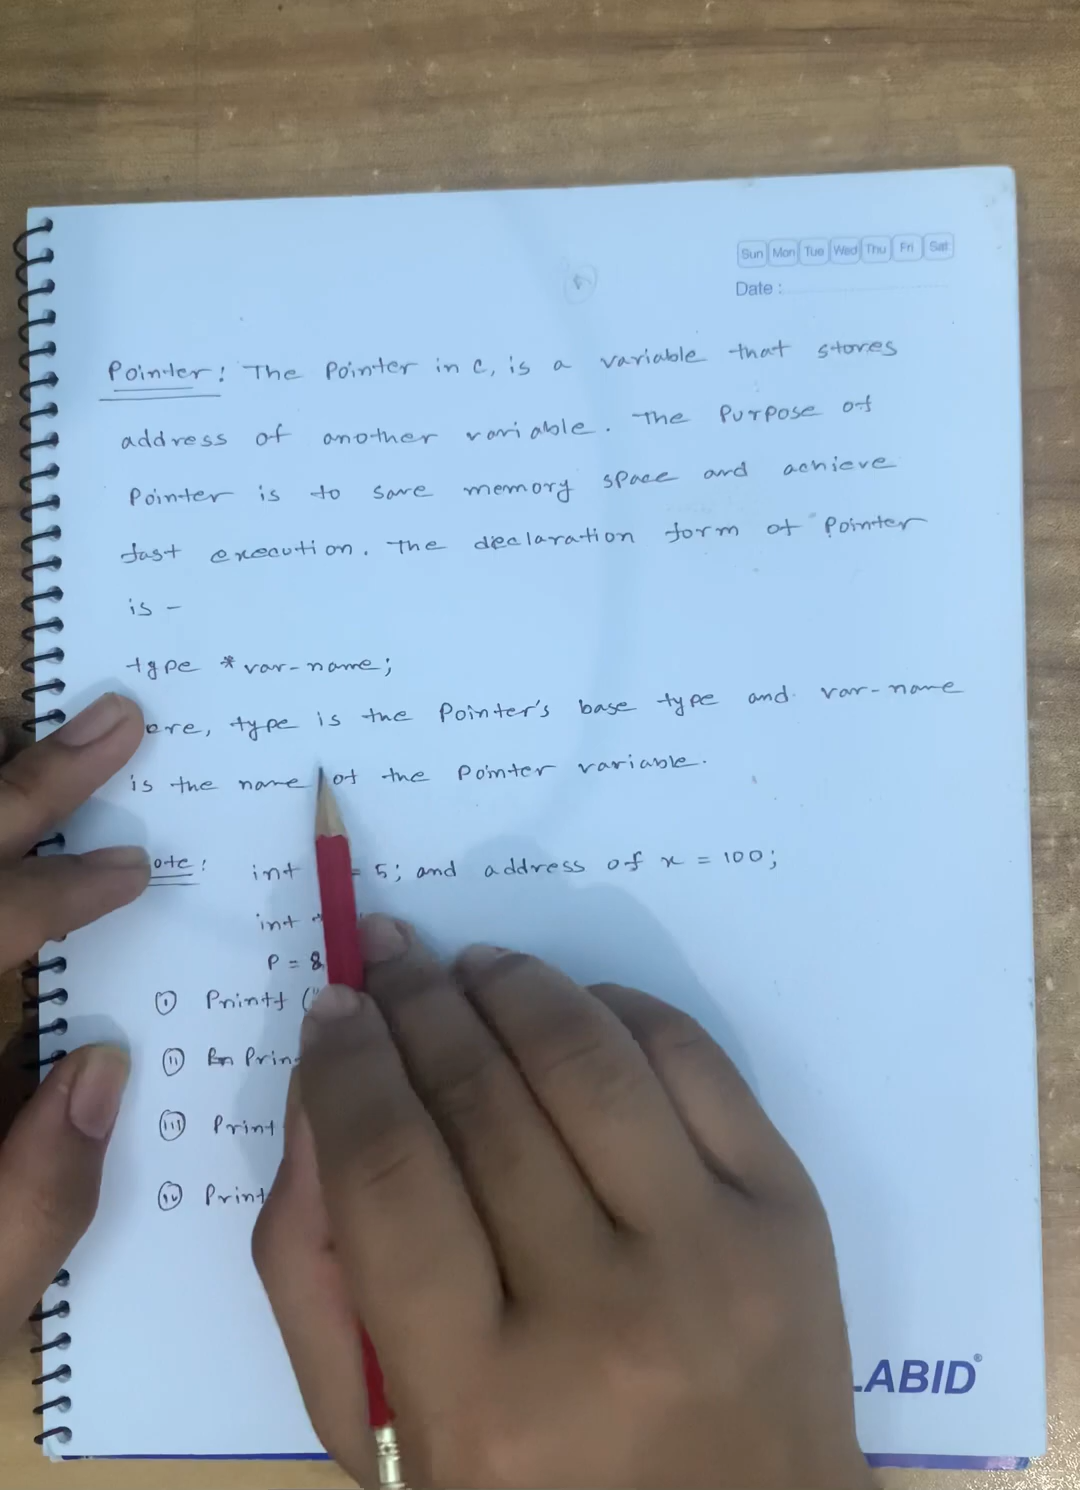 Sun Mon Tue Wed Thu Fri Sat
Date :
Pointer: The Pointer in C, is a variable that stores
address of another variable. The Purpose of
Pointer is to save memory space and achieve
fast execution. The declaration form of Pointer
is -
type *var-name;
ere, type is the Pointer's base type and var-name
is the name of the Pointer variable.
ote: int = 5; and address of x = 100;
int *
P = &
(i) Printf ("
(ii) Prin
(iii) Print
(iv) Print
LABID®